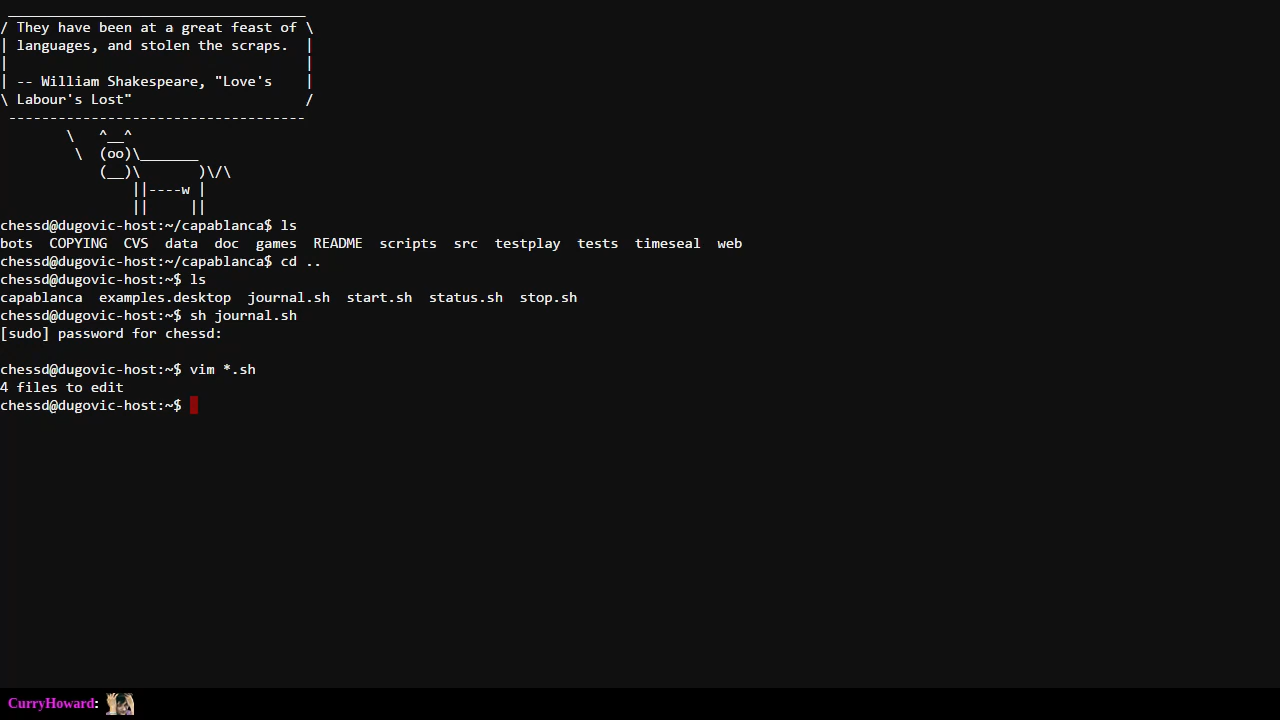 ____________________________________
/ They have been at a great feast of \
| languages, and stolen the scraps.  |
|                                    |
| -- William Shakespeare, "Love's    |
\ Labour's Lost"                     /
 ------------------------------------
        \   ^__^
         \  (oo)\_______
            (__)\       )\/\
                ||----w |
                ||     ||
chessd@dugovic-host:~/capablanca$ ls
bots  COPYING  CVS  data  doc  games  README  scripts  src  testplay  tests  timeseal  web
chessd@dugovic-host:~/capablanca$ cd ..
chessd@dugovic-host:~$ ls
capablanca  examples.desktop  journal.sh  start.sh  status.sh  stop.sh
chessd@dugovic-host:~$ sh journal.sh
[sudo] password for chessd:
chessd@dugovic-host:~$ vim *.sh
4 files to edit
chessd@dugovic-host:~$
CurryHoward: